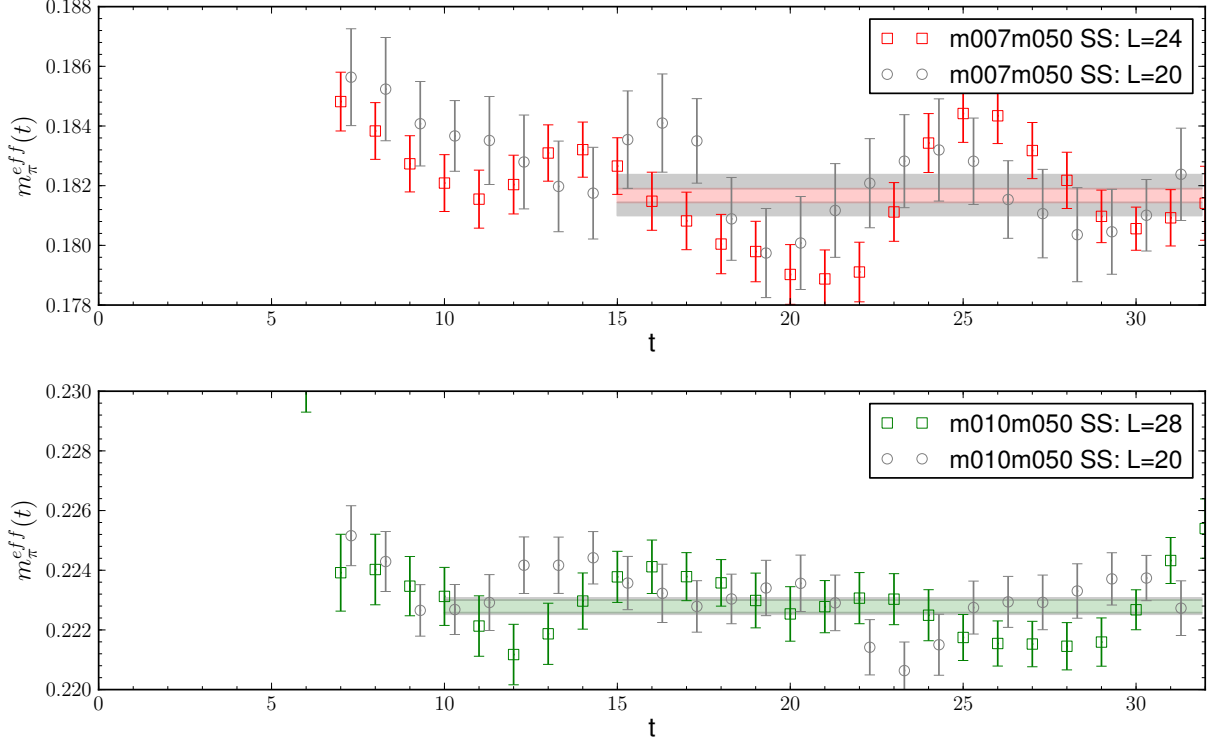 0.188
0.186
0.184
0.182
0.180
0.178
m_π^{eff}(t)
0 5 10 15 20 25 30
t
m007m050 SS: L=24
m007m050 SS: L=20
0.230
0.228
0.226
0.224
0.222
0.220
m_π^{eff}(t)
0 5 10 15 20 25 30
t
m010m050 SS: L=28
m010m050 SS: L=20